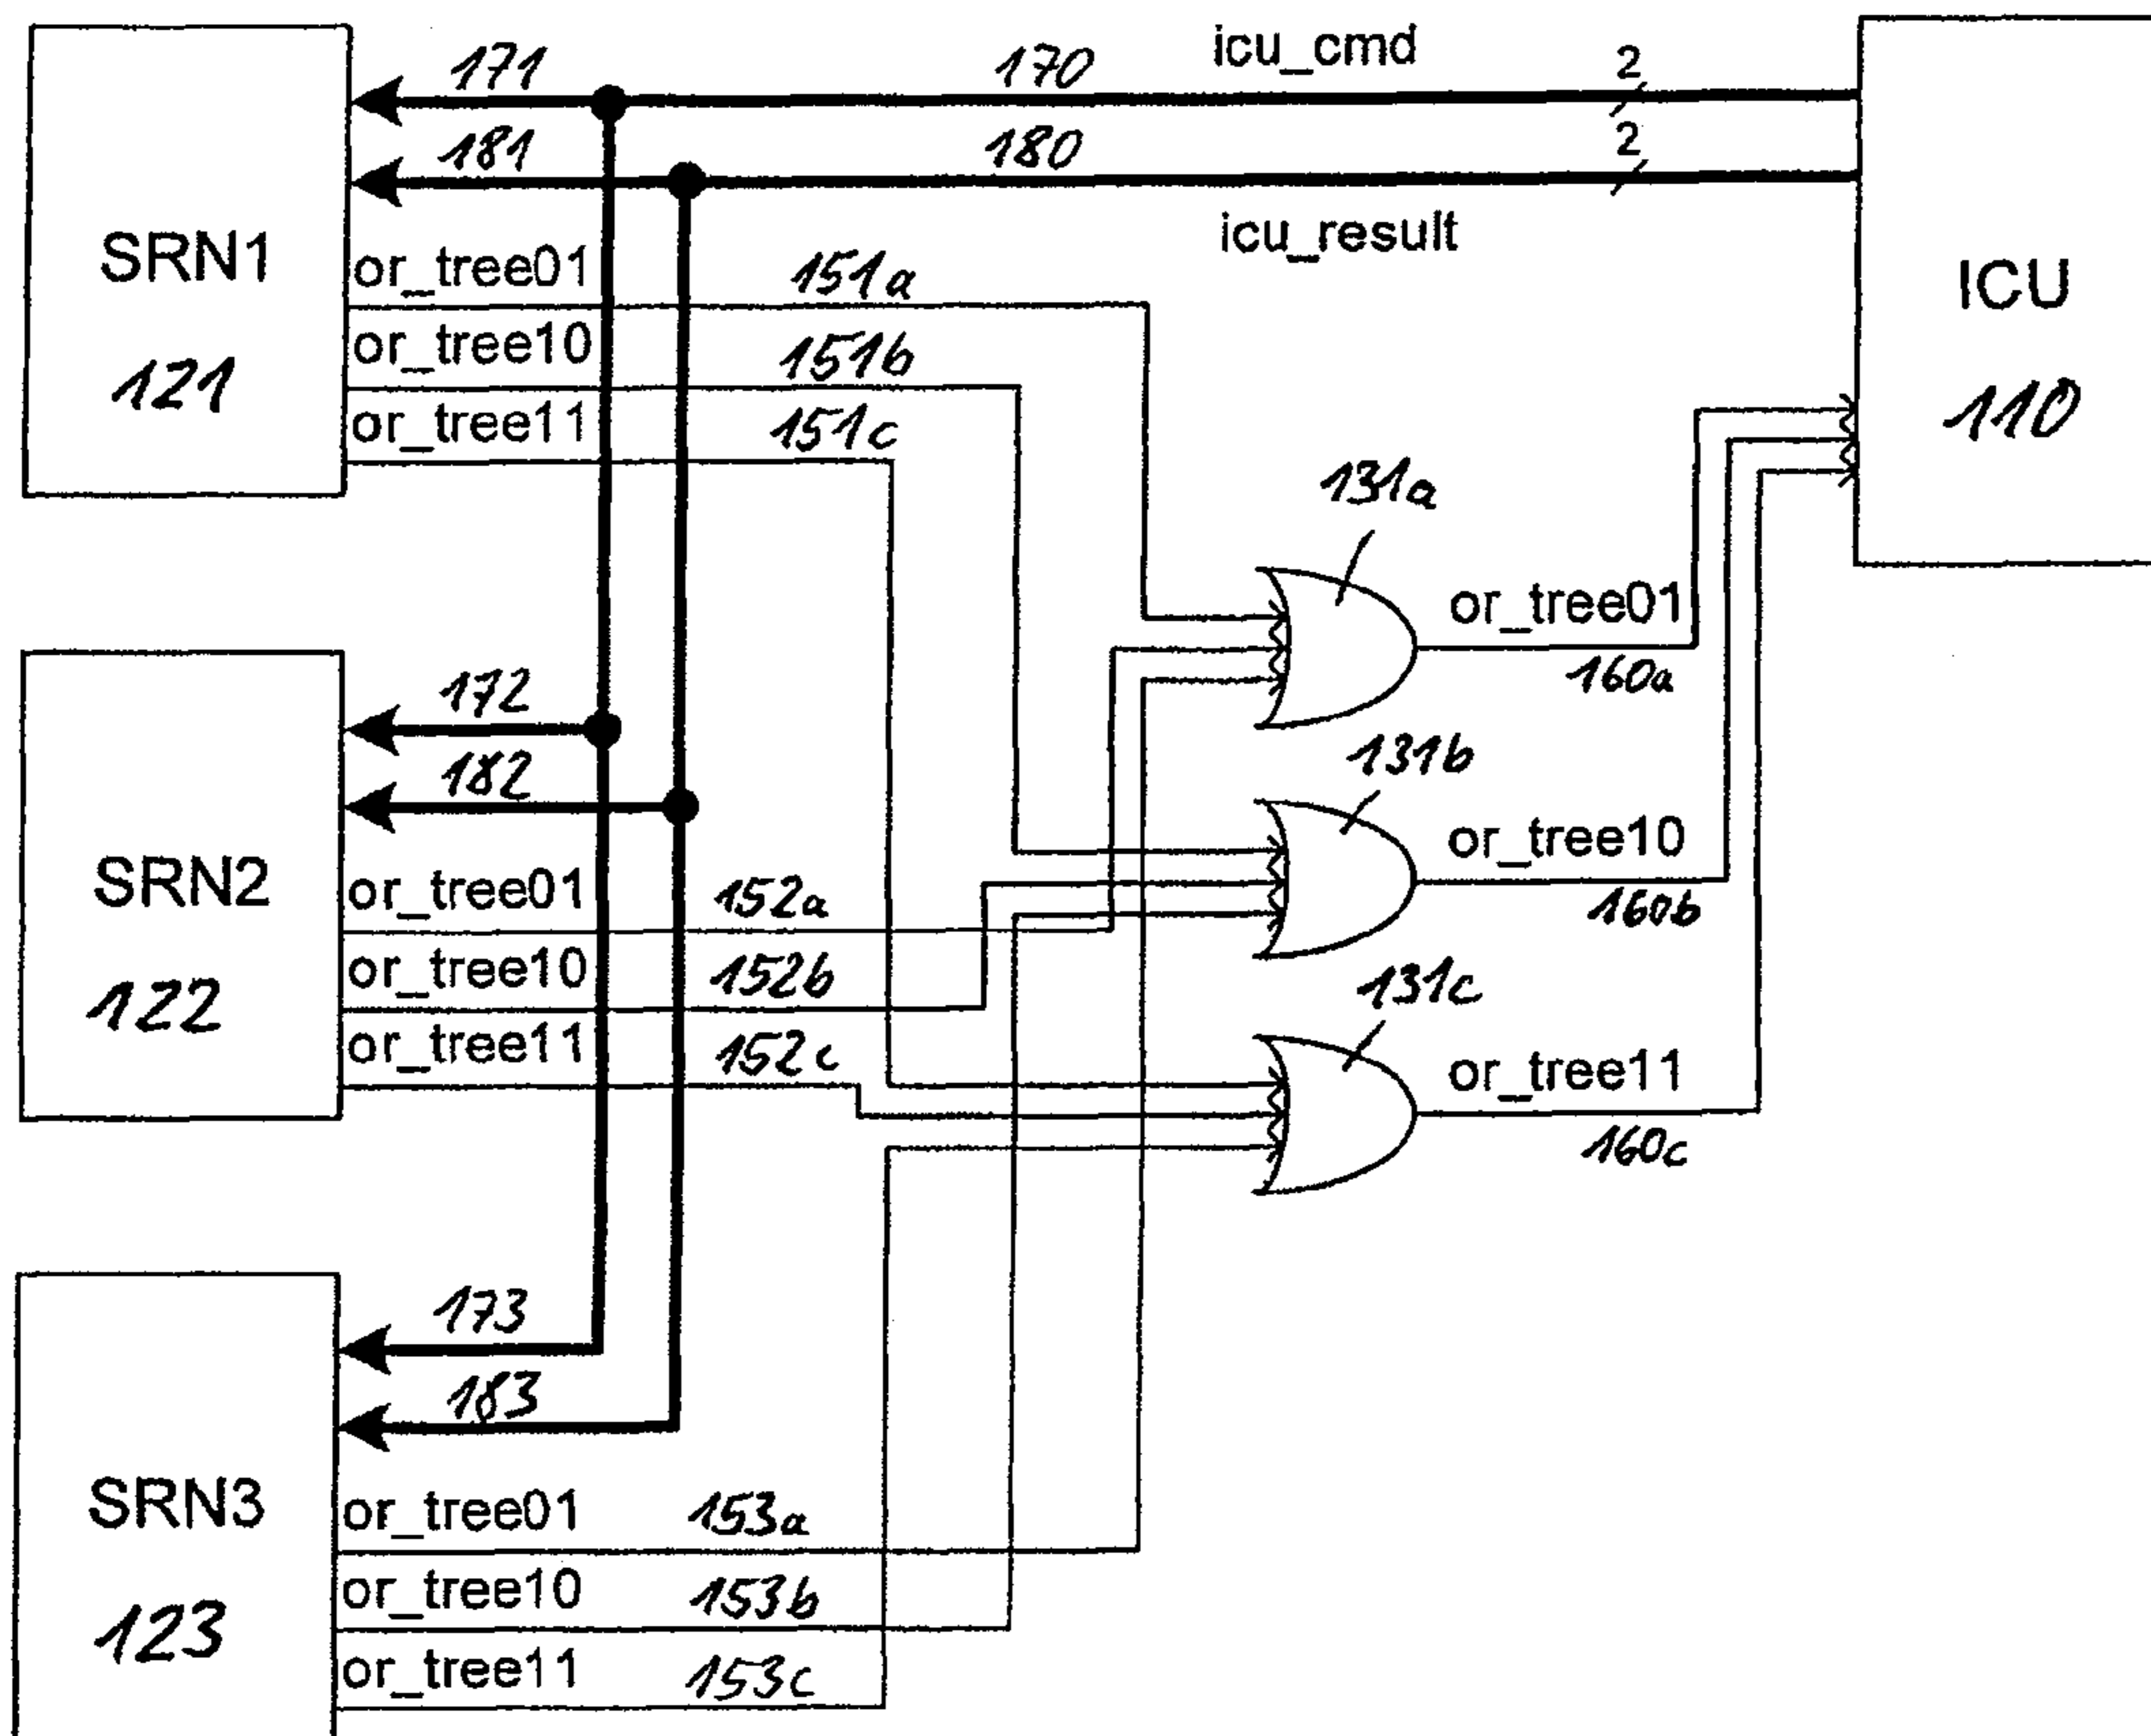 171
170
icu_cmd
2
181
180
2
icu_result
SRN1
121
or_tree01
151a
or_tree10
151b
or_tree11
151c
ICU
110
131a
or_tree01
160a
172
182
131b
or_tree10
160b
SRN2
122
or_tree01
152a
or_tree10
152b
or_tree11
152c
131c
or_tree11
160c
173
183
SRN3
123
or_tree01
153a
or_tree10
153b
or_tree11
153c